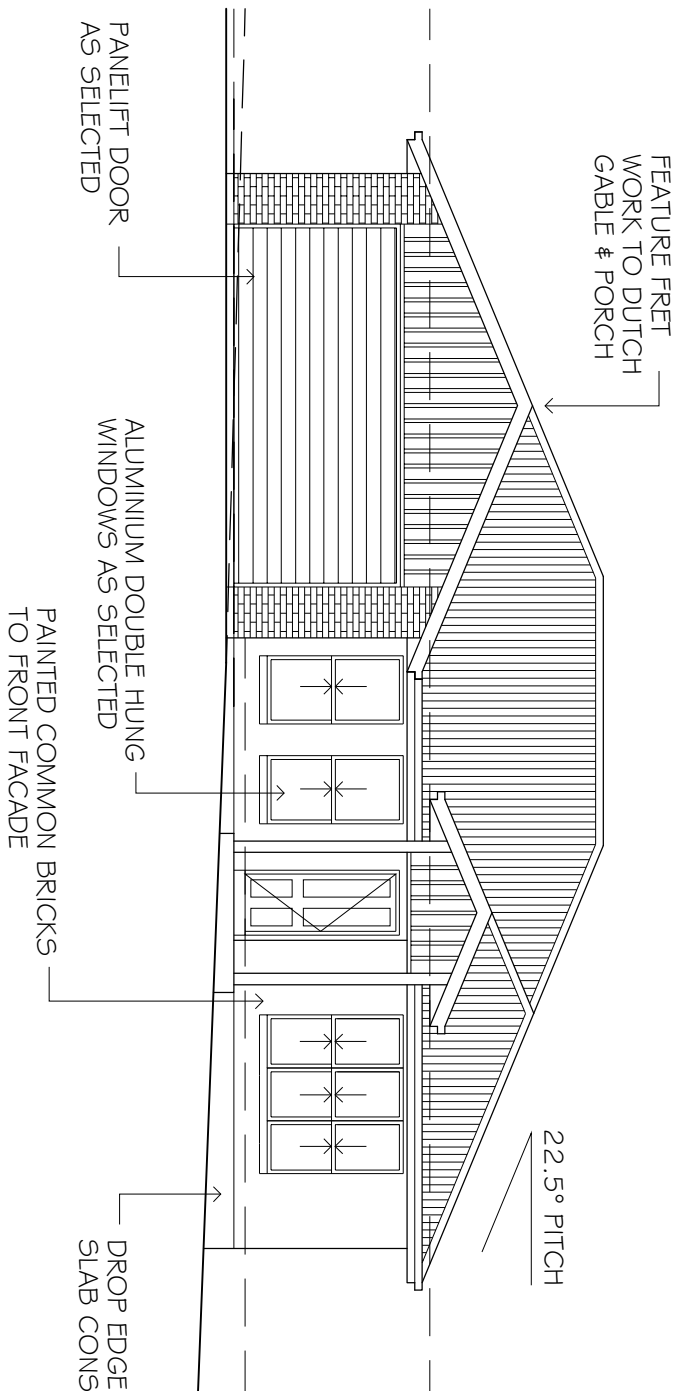 FEATURE FRET
WORK TO DUTCH
GABLE & PORCH
22.5° PITCH
PANELIFT DOOR
AS SELECTED
ALUMINIUM DOUBLE HUNG
WINDOWS AS SELECTED
PAINTED COMMON BRICKS
TO FRONT FACADE
DROP EDGE
SLAB CONS